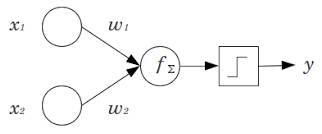 x₁ w₁
f Σ y
x₂ w₂